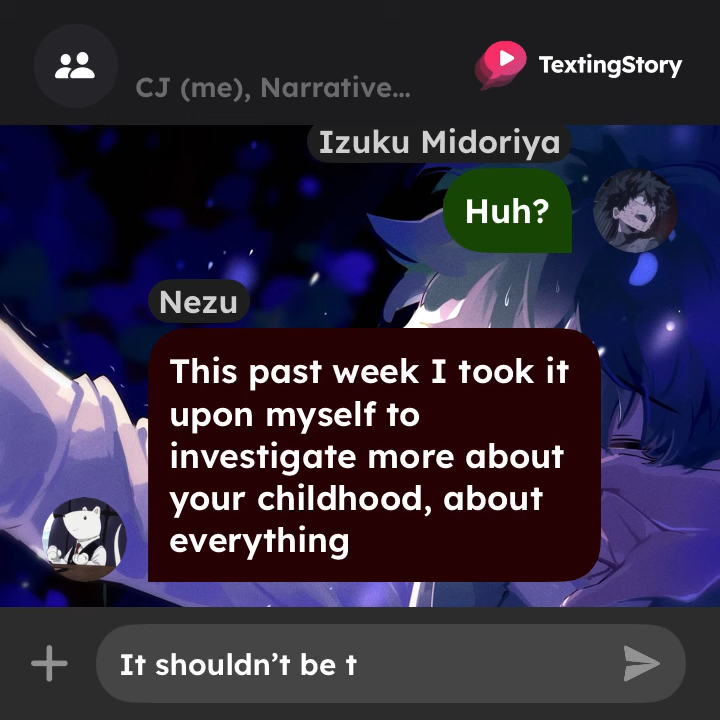 TextingStory
CJ (me), Narrative...
Izuku Midoriya
Huh?
Nezu
This past week I took it
upon myself to
investigate more about
your childhood, about
everything
It shouldn’t be t